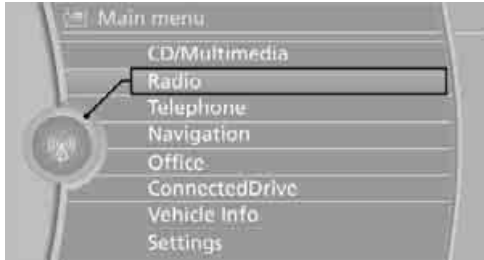 Main menu
CD/Multimedia
Radio
Telephone
Navigation
Office
ConnectedDrive
Vehicle Info
Settings